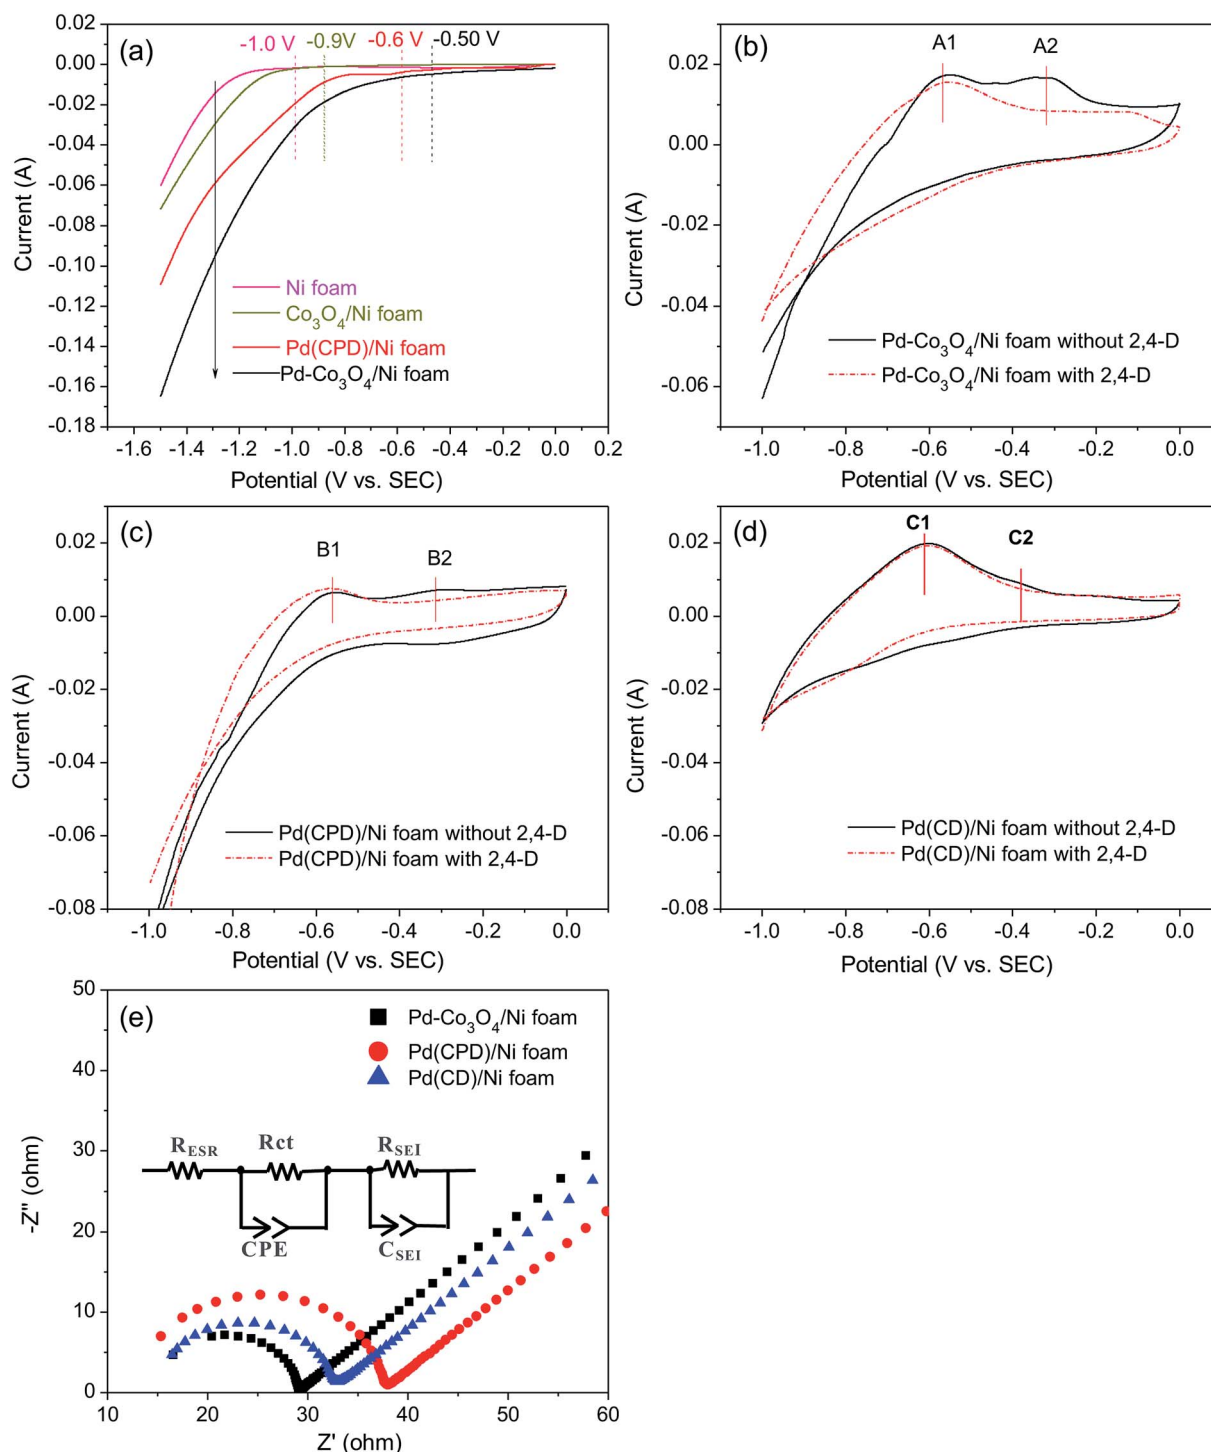 (a)
-1.0 V
-0.9V
-0.6 V
-0.50 V
0.02
0.00
-0.02
-0.04
-0.06
-0.08
-0.10
-0.12
-0.14
-0.16
-0.18
Current (A)
Ni foam
Co3O4/Ni foam
Pd(CPD)/Ni foam
Pd-Co3O4/Ni foam
-1.6 -1.4 -1.2 -1.0 -0.8 -0.6 -0.4 -0.2 0.0 0.2
Potential (V vs. SEC)
(b)
A1 A2
0.02
0.00
-0.02
-0.04
-0.06
Current (A)
Pd-Co3O4/Ni foam without 2,4-D
Pd-Co3O4/Ni foam with 2,4-D
-1.0 -0.8 -0.6 -0.4 -0.2 0.0
Potential (V vs. SEC)
(c)
B1 B2
0.02
0.00
-0.02
-0.04
-0.06
-0.08
Current (A)
Pd(CPD)/Ni foam without 2,4-D
Pd(CPD)/Ni foam with 2,4-D
-1.0 -0.8 -0.6 -0.4 -0.2 0.0
Potential (V vs. SEC)
(d)
C1 C2
0.02
0.00
-0.02
-0.04
-0.06
-0.08
Current (A)
Pd(CD)/Ni foam without 2,4-D
Pd(CD)/Ni foam with 2,4-D
-1.0 -0.8 -0.6 -0.4 -0.2 0.0
Potential (V vs. SEC)
(e)
50
40
30
20
10
0
-Z" (ohm)
Pd-Co3O4/Ni foam
Pd(CPD)/Ni foam
Pd(CD)/Ni foam
RESR Rct RSEI
CPE CSEI
10 20 30 40 50 60
Z' (ohm)